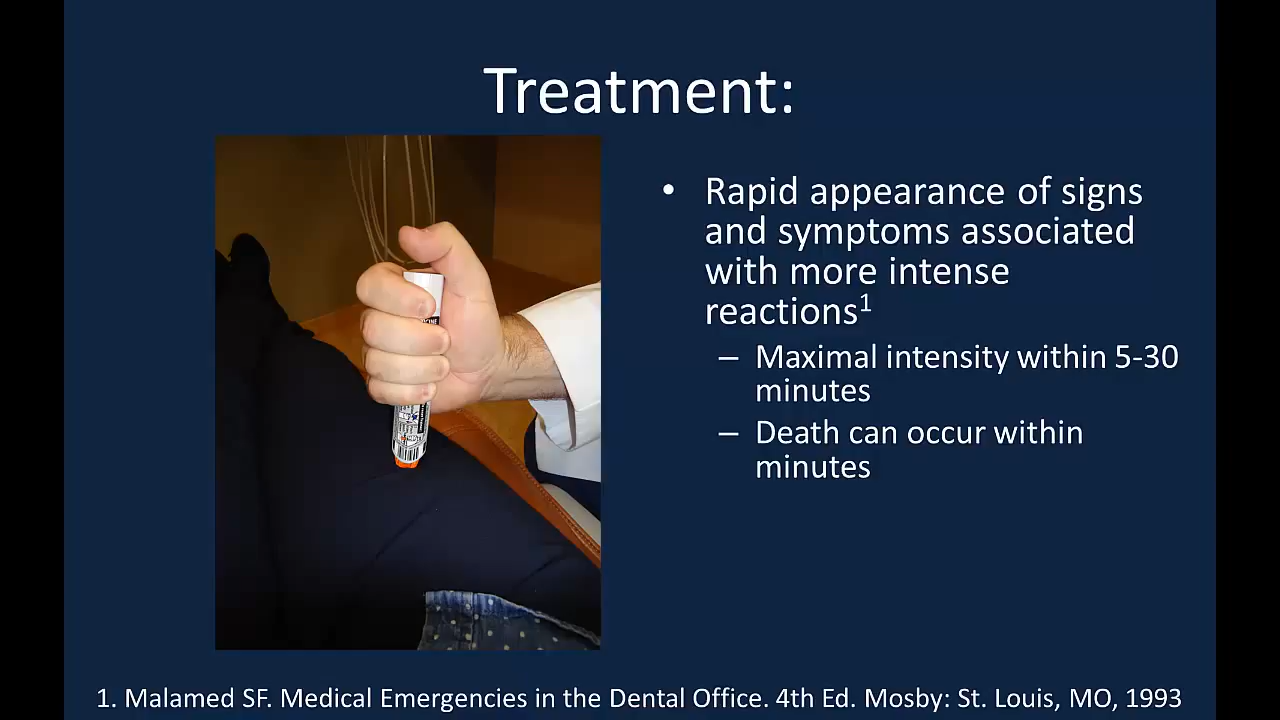 Treatment:
• Rapid appearance of signs
and symptoms associated
with more intense
reactions¹
– Maximal intensity within 5-30
minutes
– Death can occur within
minutes
1. Malamed SF. Medical Emergencies in the Dental Office. 4th Ed. Mosby: St. Louis, MO, 1993